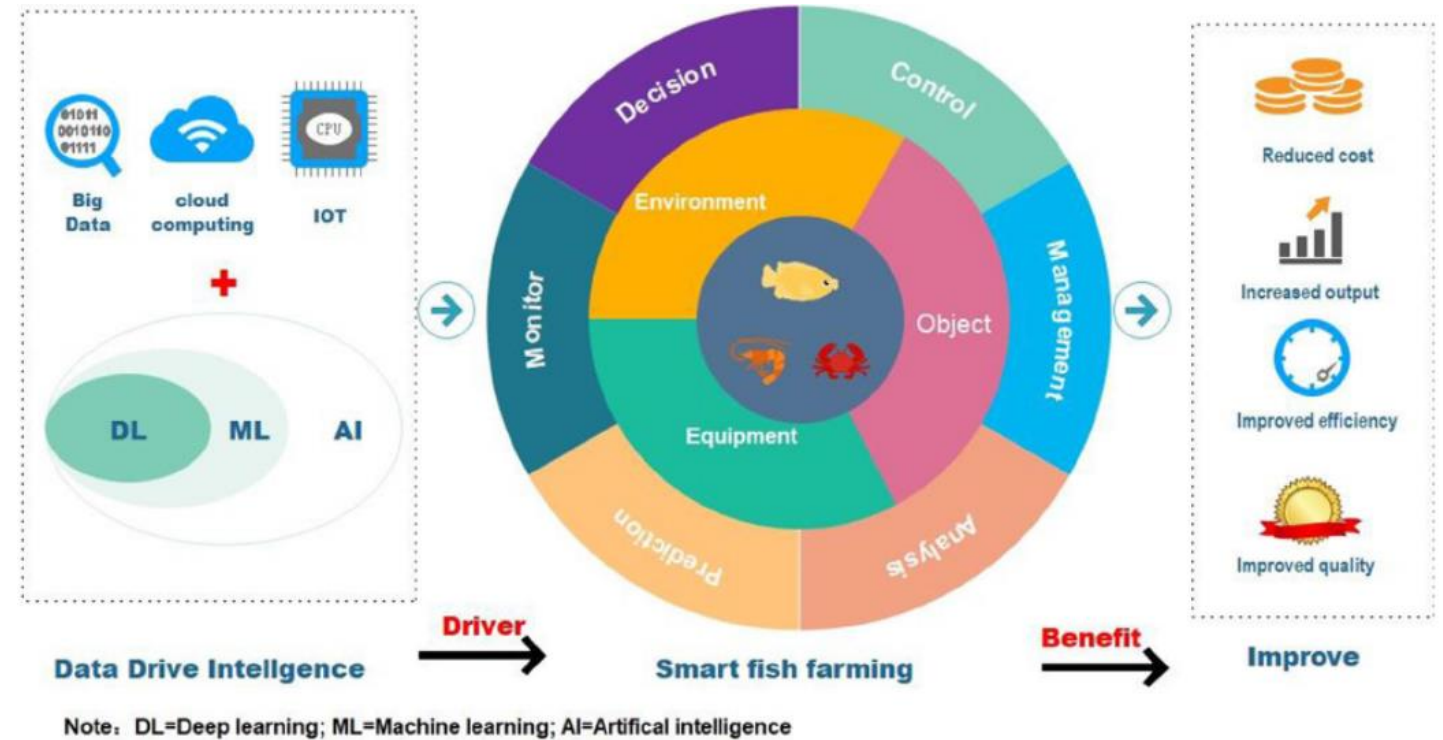 01011
0010110
01111
CPU
Big
Data
cloud
computing
IOT
DL
ML
AI
Decision
Control
Management
Analysis
Prediction
Monitor
Environment
Object
Equipment
Reduced cost
Increased output
Improved efficiency
Improved quality
Driver
Benefit
Data Drive Intellgence
Smart fish farming
Improve
Note: DL=Deep learning; ML=Machine learning; AI=Artifical intelligence